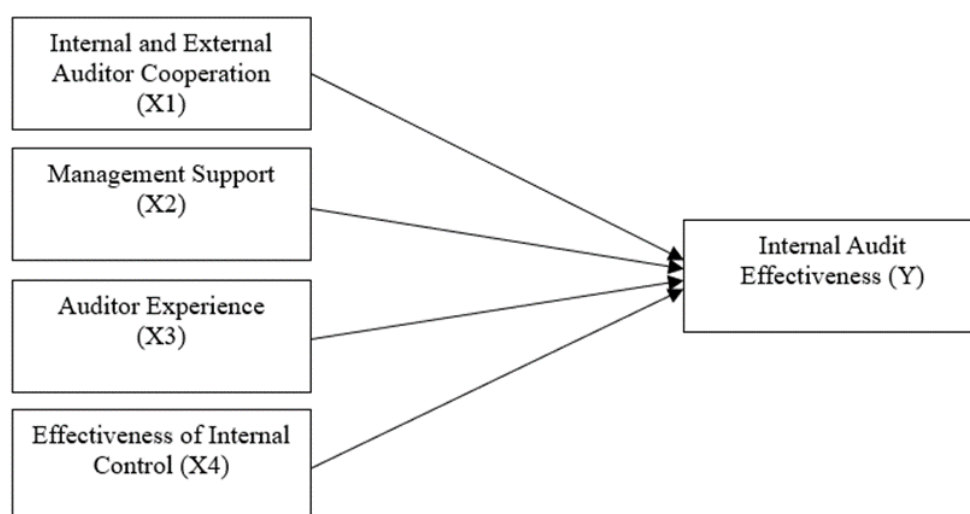 Internal and External
Auditor Cooperation
(X1)
Management Support
(X2)
Auditor Experience
(X3)
Effectiveness of Internal
Control (X4)
Internal Audit
Effectiveness (Y)